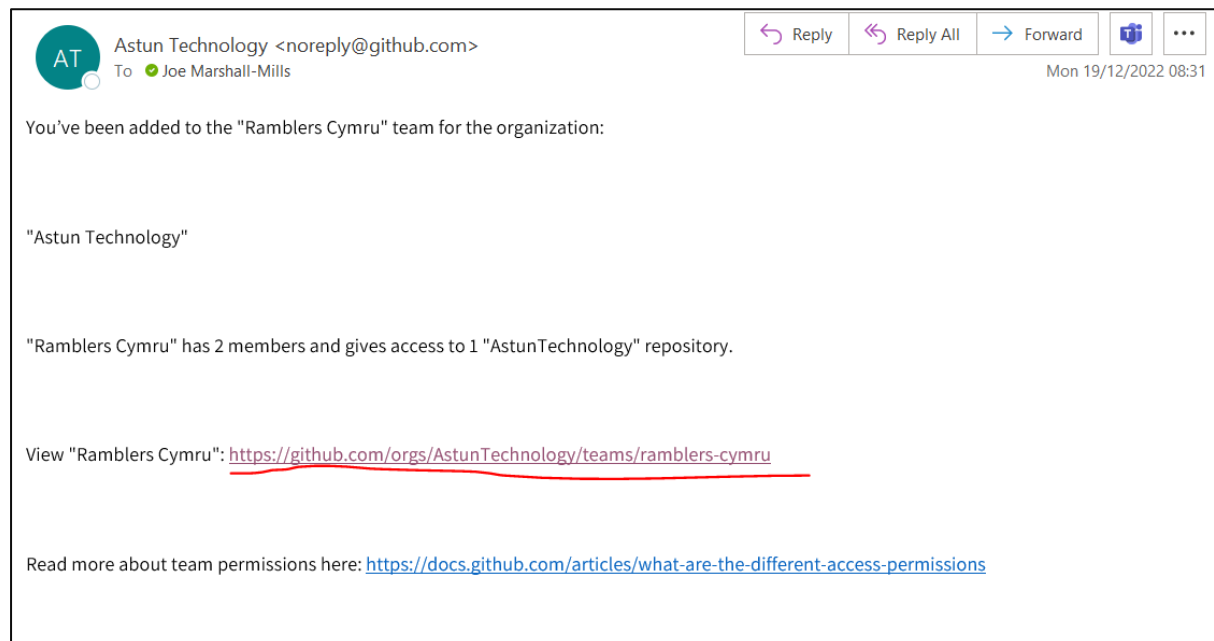 AT
Astun Technology <noreply@github.com>
To Joe Marshall-Mills
Reply
Reply All
Forward
Mon 19/12/2022 08:31
You’ve been added to the "Ramblers Cymru" team for the organization:
"Astun Technology"
"Ramblers Cymru" has 2 members and gives access to 1 "AstunTechnology" repository.
View "Ramblers Cymru": https://github.com/orgs/AstunTechnology/teams/ramblers-cymru
Read more about team permissions here: https://docs.github.com/articles/what-are-the-different-access-permissions